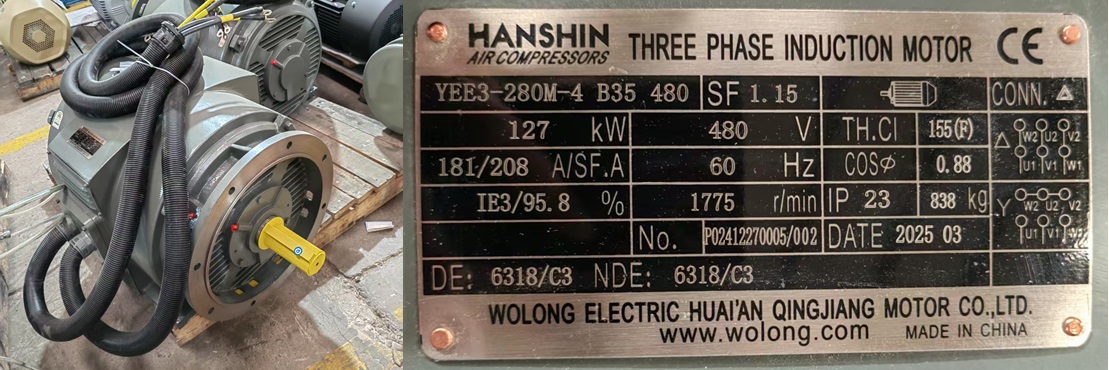 HANSHIN
AIR COMPRESSORS
THREE PHASE INDUCTION MOTOR CE
YEE3-280M-4 B35 480 SF 1.15 CONN. △
127 kW 480 V TH.Cl 155(F)
181/208 A/SF.A 60 Hz COSφ 0.88
IE3/95.8 % 1775 r/min IP 23 838 kg
No. P02412270005/002 DATE 2025 03
DE: 6318/C3 NDE: 6318/C3
△ W2 U2 V2
U1 V1 W1
Y W2 U2 V2
U1 V1 W1
WOLONG ELECTRIC HUAI'AN QINGJIANG MOTOR CO.,LTD.
www.wolong.com MADE IN CHINA